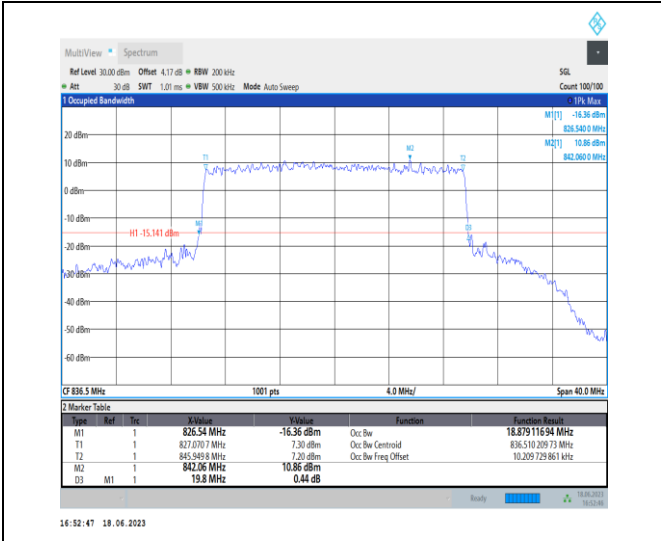 MultiView Spectrum
Ref Level 30.00 dBm Offset 4.17 dB RBW 200 kHz SGL
Att 30 dB SWT 1.01 ms VBW 500 kHz Mode Auto Sweep Count 100/100
1 Occupied Bandwidth 1Pk Max
M1[1] -16.36 dBm
826.540 0 MHz
M2[1] 10.86 dBm
842.060 0 MHz
20 dBm
M2
T1 T2
10 dBm
0 dBm
-10 dBm
M1 D3
H1 -15.141 dBm
-20 dBm
-30 dBm
-40 dBm
-50 dBm
-60 dBm
CF 836.5 MHz 1001 pts 4.0 MHz/ Span 40.0 MHz
2 Marker Table
Type Ref Trc X-Value Y-Value Function Function Result
M1 1 826.54 MHz -16.36 dBm Occ Bw 18.879 116 94 MHz
T1 1 827.070 7 MHz 7.30 dBm Occ Bw Centroid 836.510 209 73 MHz
T2 1 845.949 8 MHz 7.20 dBm Occ Bw Freq Offset 10.209 729 861 kHz
M2 1 842.06 MHz 10.86 dBm
D3 M1 1 19.8 MHz 0.44 dB
Ready 18.06.2023
16:52:46
16:52:47 18.06.2023